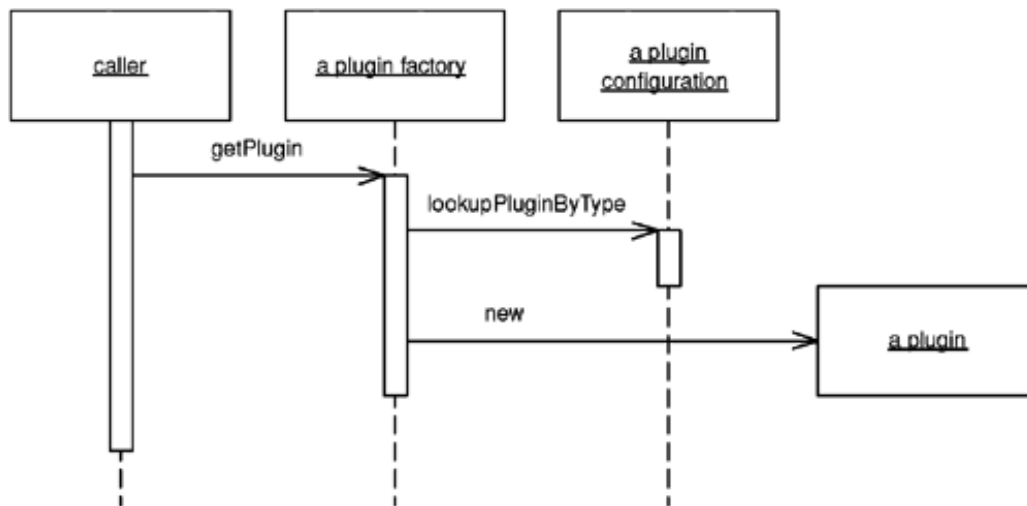 caller
a plugin factory
a plugin
configuration
getPlugin
lookupPluginByType
new
a plugin